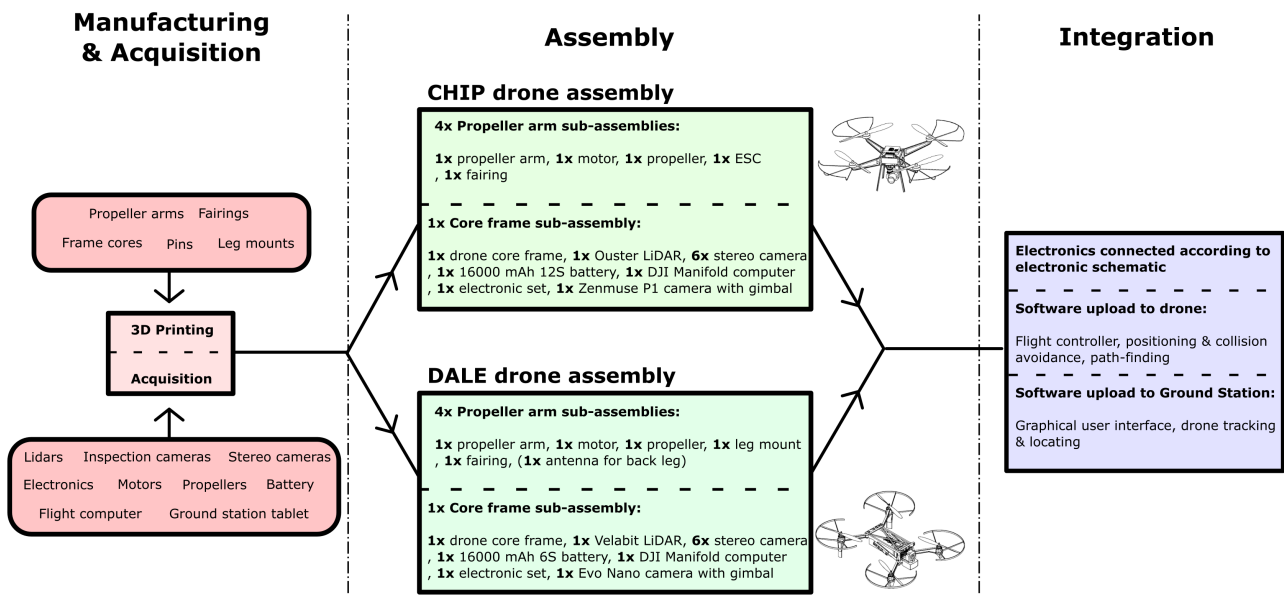 Manufacturing
& Acquisition
Propeller arms Fairings
Frame cores Pins Leg mounts
3D Printing
Acquisition
Lidars Inspection cameras Stereo cameras
Electronics Motors Propellers Battery
Flight computer Ground station tablet
Assembly
CHIP drone assembly
4x Propeller arm sub-assemblies:
1x propeller arm, 1x motor, 1x propeller, 1x ESC
, 1x fairing
1x Core frame sub-assembly:
1x drone core frame, 1x Ouster LiDAR, 6x stereo camera
, 1x 16000 mAh 12S battery, 1x DJI Manifold computer
, 1x electronic set, 1x Zenmuse P1 camera with gimbal
DALE drone assembly
4x Propeller arm sub-assemblies:
1x propeller arm, 1x motor, 1x propeller, 1x leg mount
, 1x fairing, (1x antenna for back leg)
1x Core frame sub-assembly:
1x drone core frame, 1x Velabit LiDAR, 6x stereo camera
, 1x 16000 mAh 6S battery, 1x DJI Manifold computer
, 1x electronic set, 1x Evo Nano camera with gimbal
Integration
Electronics connected according to
electronic schematic
Software upload to drone:
Flight controller, positioning & collision
avoidance, path-finding
Software upload to Ground Station:
Graphical user interface, drone tracking
& locating